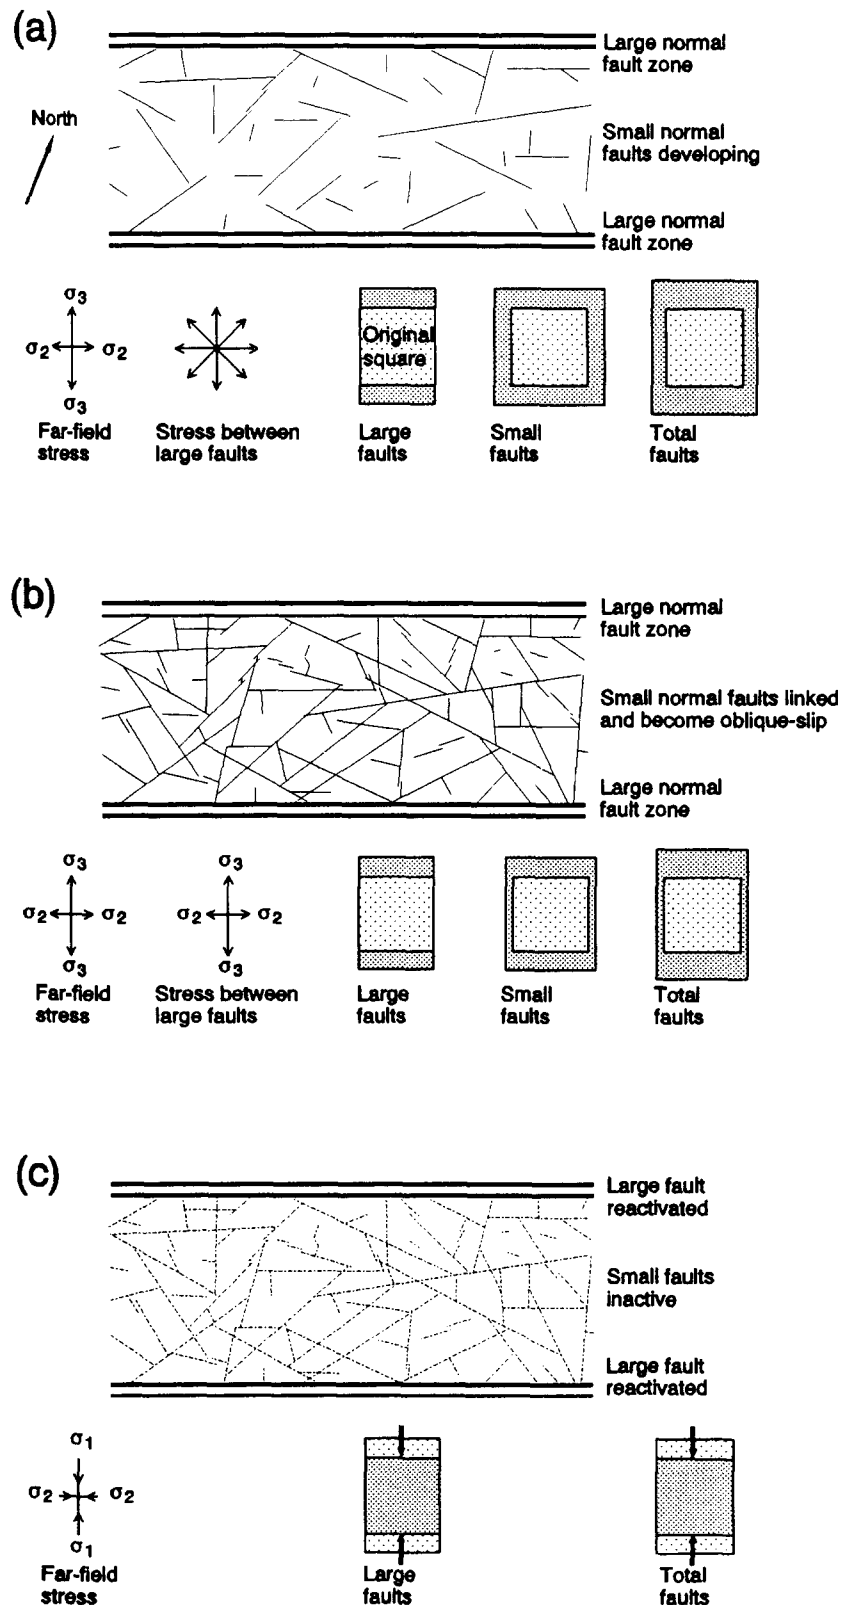 (a)
Large normal
fault zone
North
Small normal
faults developing
Large normal
fault zone
σ3
σ2 σ2
σ3
Far-field
stress
Stress between
large faults
Original
square
Large
faults
Small
faults
Total
faults
(b)
Large normal
fault zone
Small normal faults linked
and become oblique-slip
Large normal
fault zone
σ3
σ2 σ2
σ3
Far-field
stress
σ3
σ2 σ2
σ3
Stress between
large faults
Large
faults
Small
faults
Total
faults
(c)
Large fault
reactivated
Small faults
inactive
Large fault
reactivated
σ1
σ2 σ2
σ1
Far-field
stress
Large
faults
Total
faults